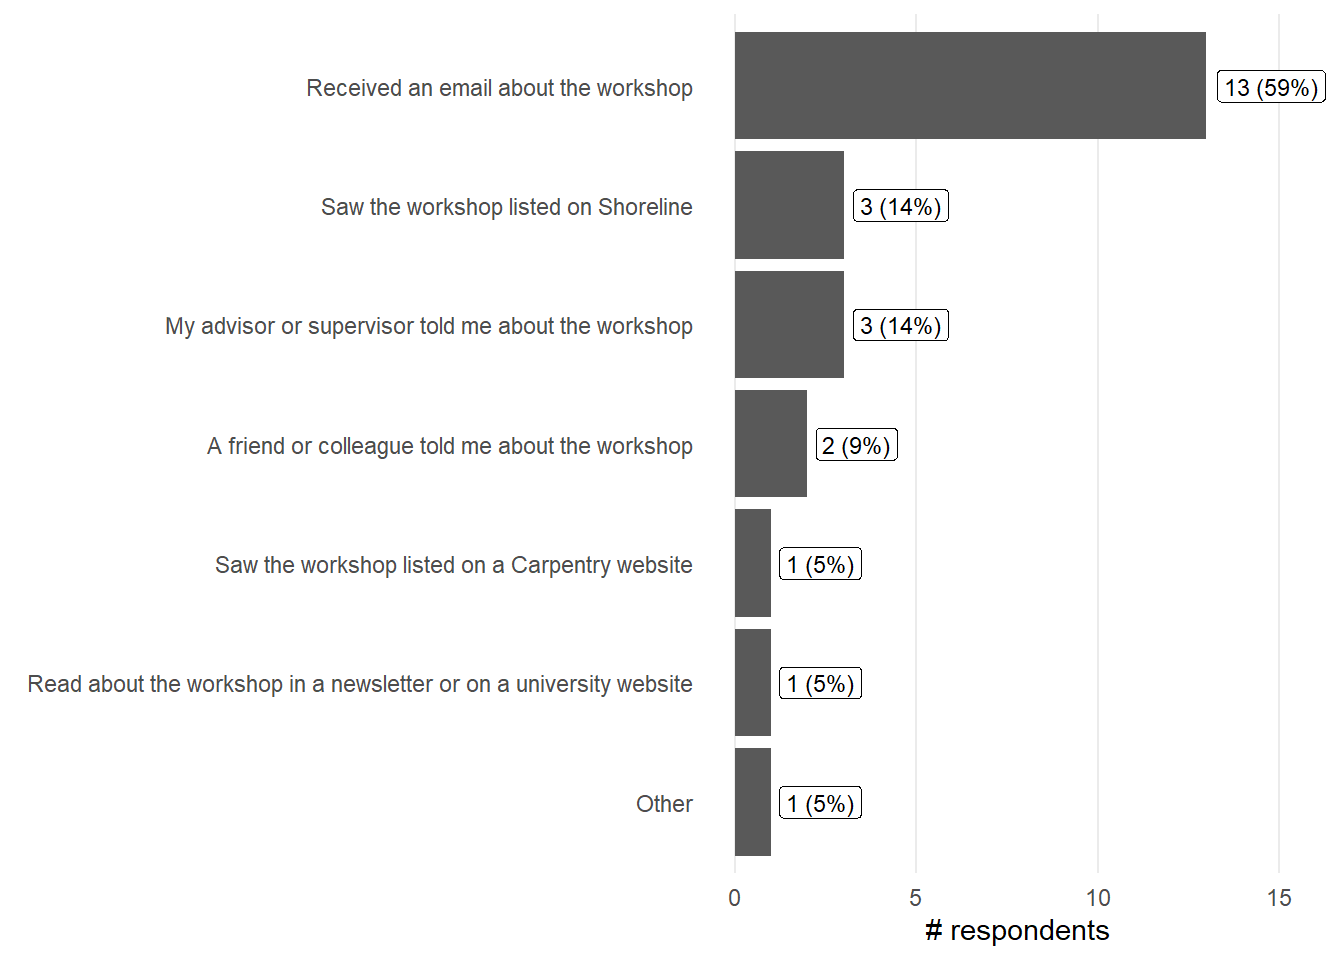 Received an email about the workshop
13 (59%)
Saw the workshop listed on Shoreline
3 (14%)
My advisor or supervisor told me about the workshop
3 (14%)
A friend or colleague told me about the workshop
2 (9%)
Saw the workshop listed on a Carpentry website
1 (5%)
Read about the workshop in a newsletter or on a university website
1 (5%)
Other
1 (5%)
0 5 10 15
# respondents